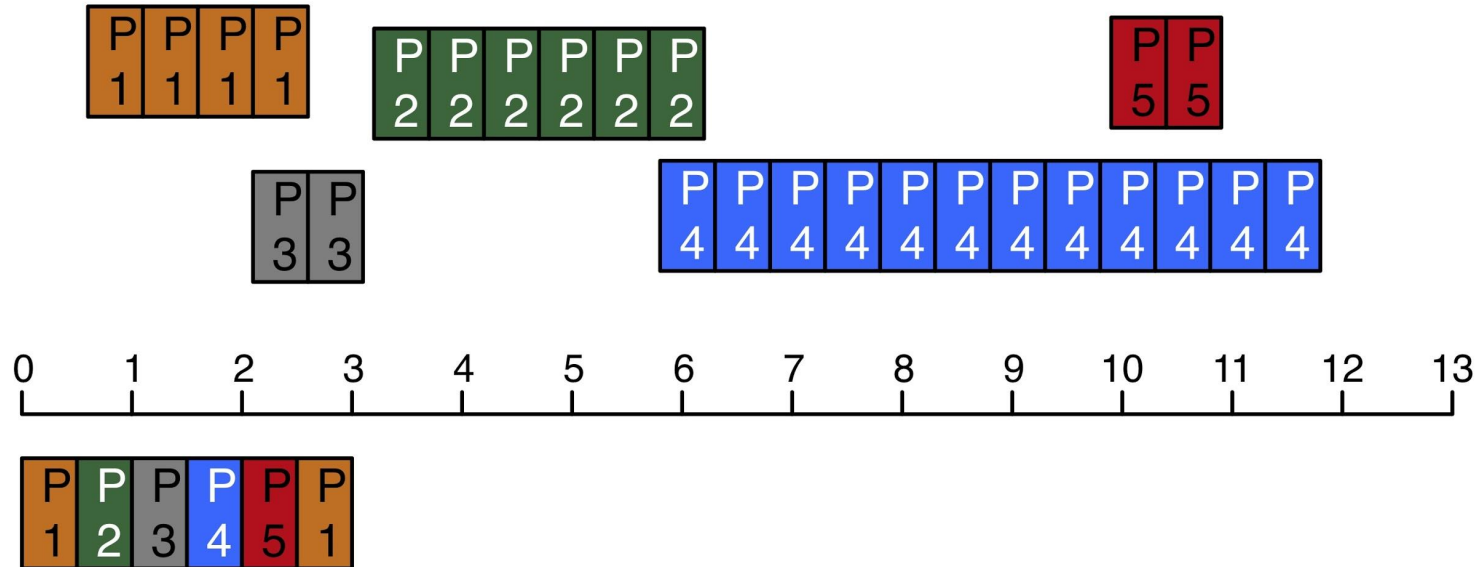 P P P P
1 1 1 1
P P P P P P
2 2 2 2 2 2
P P
5 5
P P
3 3
P P P P P P P P P P P P
4 4 4 4 4 4 4 4 4 4 4 4
0 1 2 3 4 5 6 7 8 9 10 11 12 13
P P P P P P
1 2 3 4 5 1